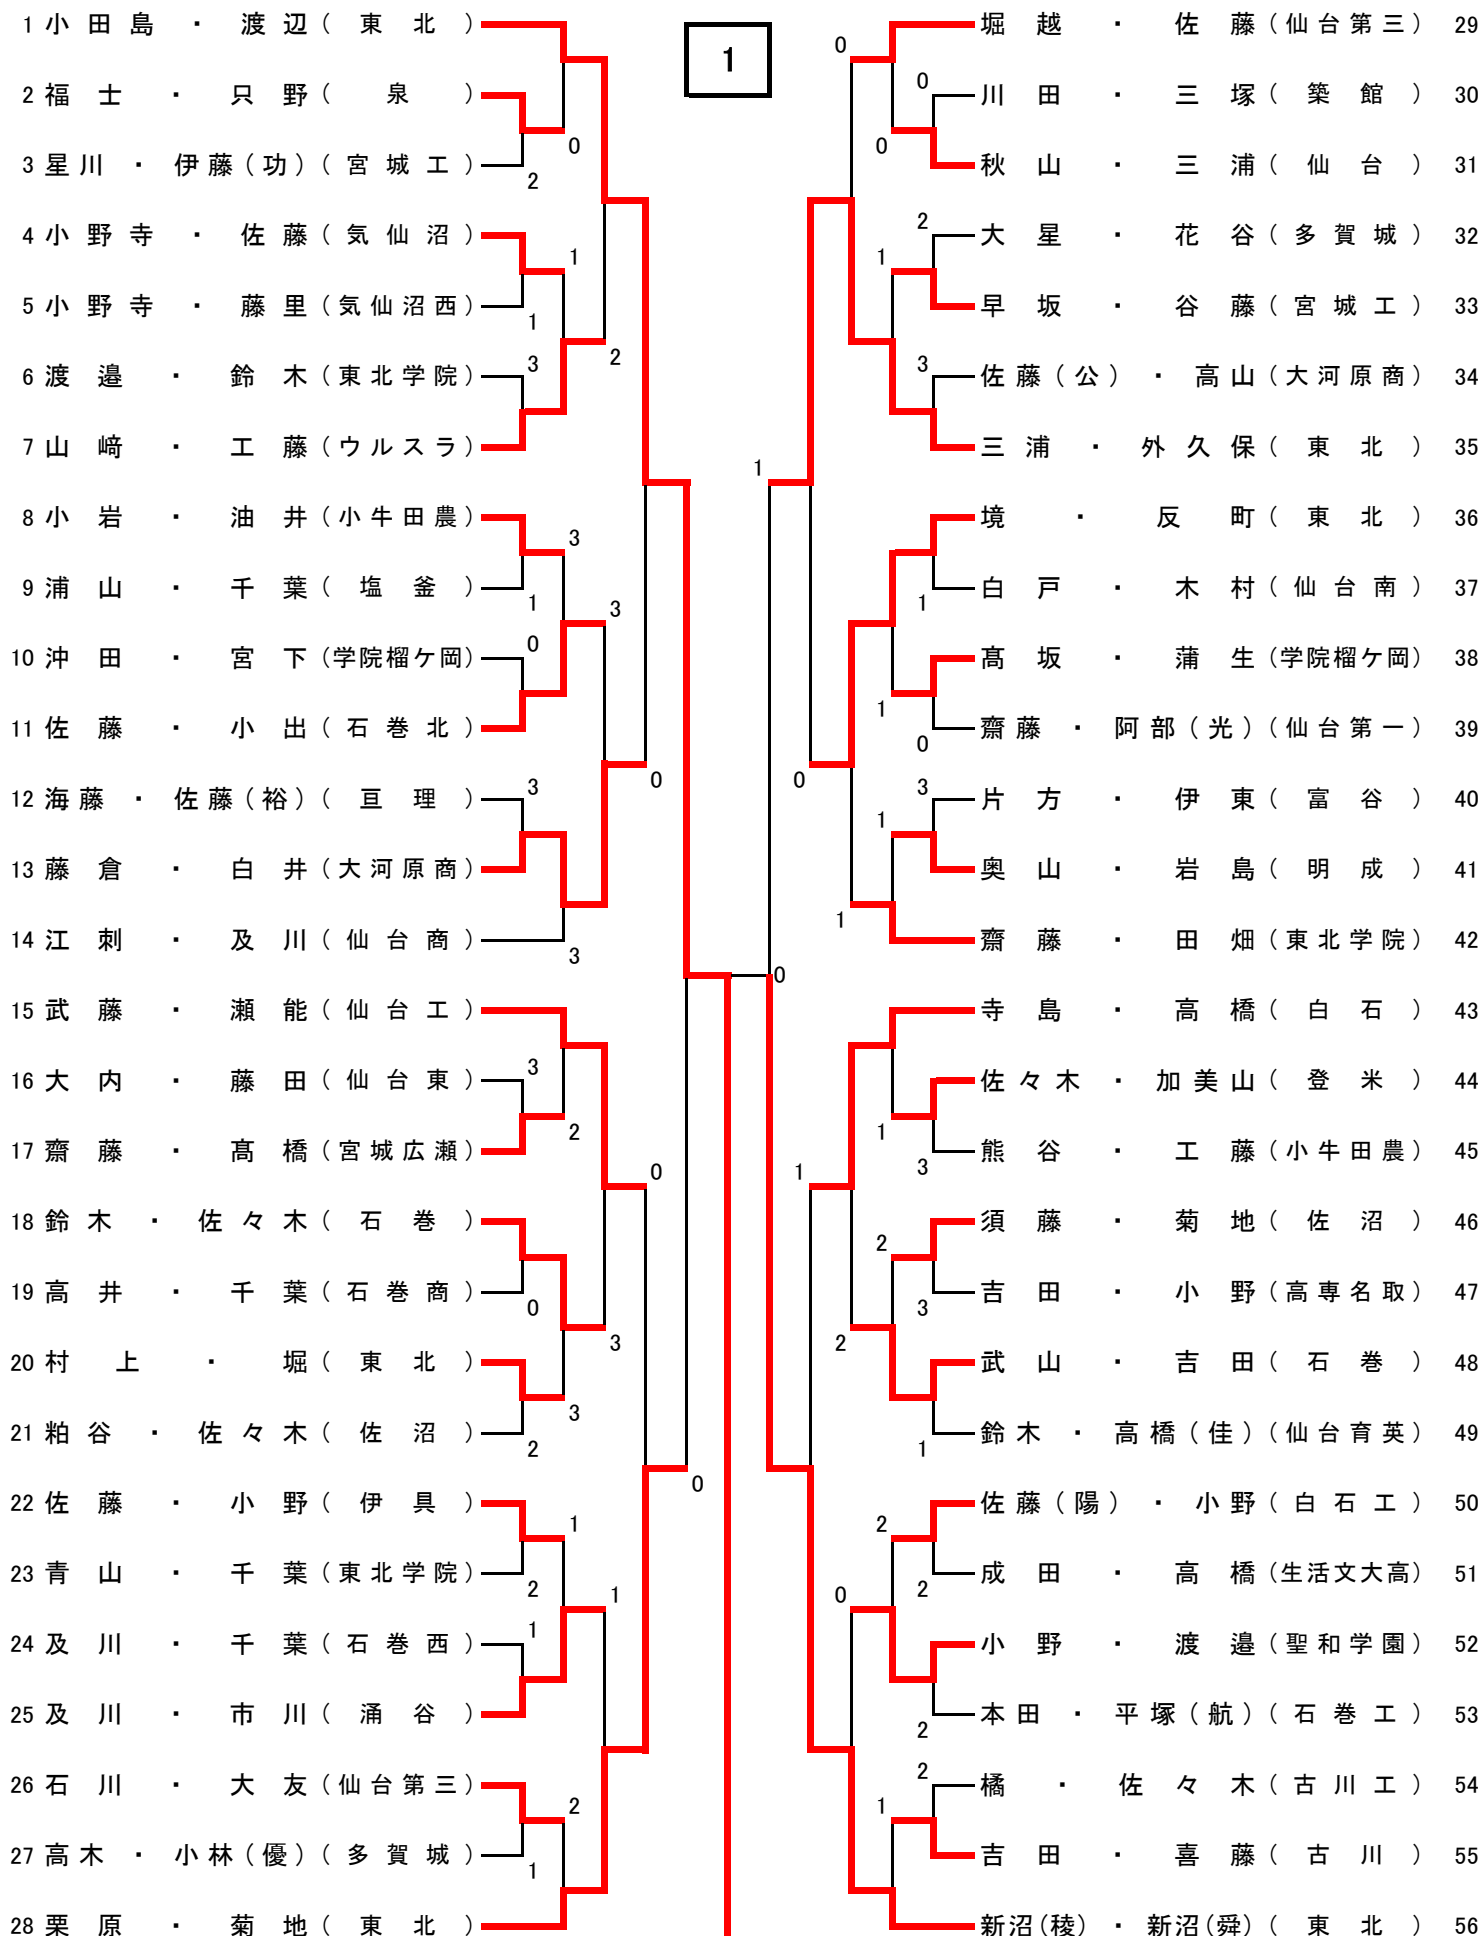 1
1 小田島 ・ 渡辺 (東北)
0
2 福士 ・ 只野 (泉)
3 星川 ・ 伊藤(功) (宮城工)
2
4 小野寺 ・ 佐藤 (気仙沼)
1
5 小野寺 ・ 藤里 (気仙沼西)
1
2
6 渡邉 ・ 鈴木 (東北学院)
3
7 山﨑 ・ 工藤 (ウルスラ)
8 小岩 ・ 油井 (小牛田農)
3
9 浦山 ・ 千葉 (塩釜)
1
3
10 沖田 ・ 宮下 (学院榴ケ岡)
0
11 佐藤 ・ 小出 (石巻北)
0
12 海藤 ・ 佐藤(裕) (亘理)
3
13 藤倉 ・ 白井 (大河原商)
14 江刺 ・ 及川 (仙台商)
3
15 武藤 ・ 瀬能 (仙台工)
16 大内 ・ 藤田 (仙台東)
3
2
17 齋藤 ・ 髙橋 (宮城広瀬)
0
18 鈴木 ・ 佐々木 (石巻)
19 高井 ・ 千葉 (石巻商)
0
3
20 村上 ・ 堀 (東北)
3
21 粕谷 ・ 佐々木 (佐沼)
2
0
22 佐藤 ・ 小野 (伊具)
1
23 青山 ・ 千葉 (東北学院)
2
1
24 及川 ・ 千葉 (石巻西)
1
25 及川 ・ 市川 (涌谷)
26 石川 ・ 大友 (仙台第三)
2
27 高木 ・ 小林(優) (多賀城)
1
28 栗原 ・ 菊地 (東北)
0
堀越 ・ 佐藤 (仙台第三) 29
0
川田 ・ 三塚 (築館) 30
0
秋山 ・ 三浦 (仙台) 31
2
大星 ・ 花谷 (多賀城) 32
1
早坂 ・ 谷藤 (宮城工) 33
3
佐藤(公) ・ 高山 (大河原商) 34
三浦 ・ 外久保 (東北) 35
1
境 ・ 反町 (東北) 36
白戸 ・ 木村 (仙台南) 37
1
髙坂 ・ 蒲生 (学院榴ケ岡) 38
1
齋藤 ・ 阿部(光) (仙台第一) 39
0
0
3
片方 ・ 伊東 (富谷) 40
1
奥山 ・ 岩島 (明成) 41
1
齋藤 ・ 田畑 (東北学院) 42
0
寺島 ・ 高橋 (白石) 43
佐々木 ・ 加美山 (登米) 44
1
熊谷 ・ 工藤 (小牛田農) 45
3
1
須藤 ・ 菊地 (佐沼) 46
2
吉田 ・ 小野 (高専名取) 47
3
2
武山 ・ 吉田 (石巻) 48
鈴木 ・ 高橋(佳) (仙台育英) 49
1
佐藤(陽) ・ 小野 (白石工) 50
2
成田 ・ 高橋 (生活文大高) 51
2
0
小野 ・ 渡邉 (聖和学園) 52
本田 ・ 平塚(航) (石巻工) 53
2
2
橘 ・ 佐々木 (古川工) 54
1
吉田 ・ 喜藤 (古川) 55
新沼(稜) ・ 新沼(舜) (東北) 56